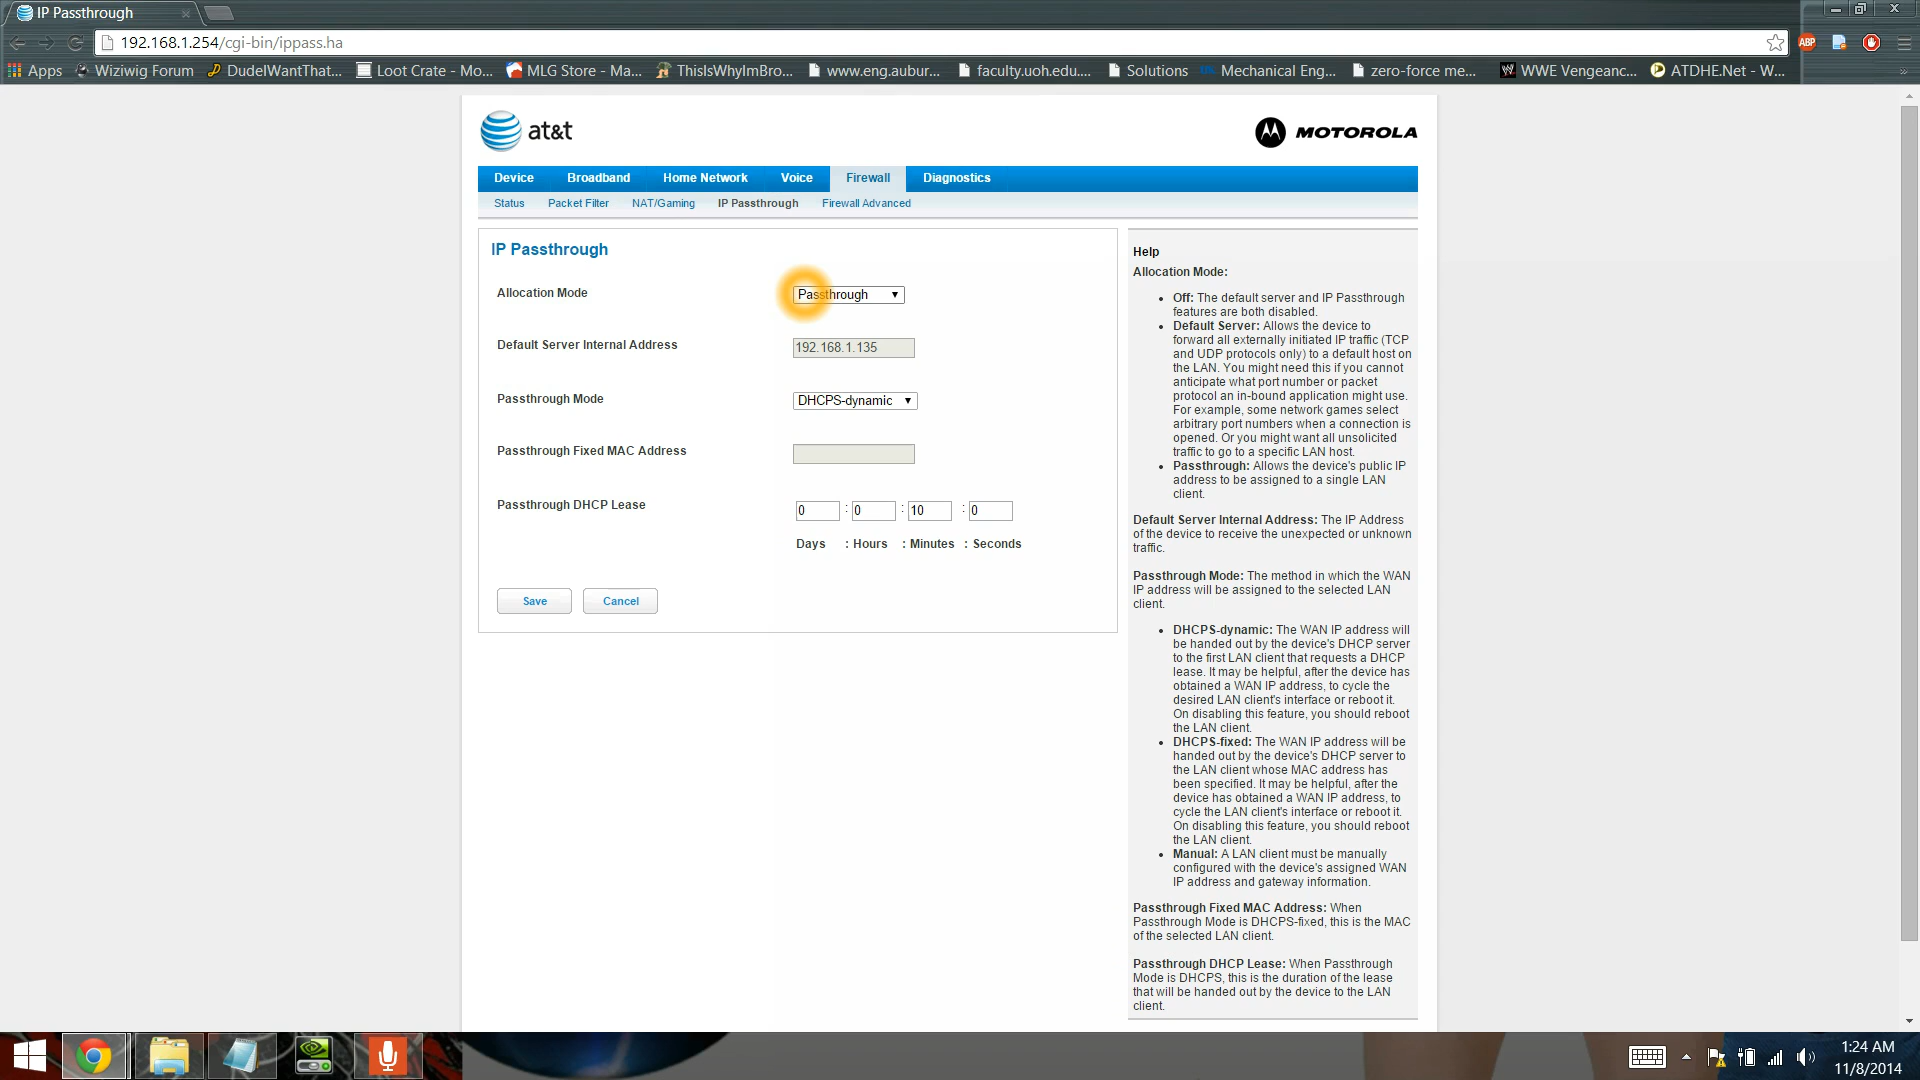 IP Passthrough
192.168.1.254/cgi-bin/ippass.ha
ABP
Apps
Wiziwig Forum
DudeIWantThat...
Loot Crate - Mo...
MLG Store - Ma...
ThisIsWhyImBro...
www.eng.aubur...
faculty.uoh.edu....
Solutions
Mechanical Eng...
zero-force me...
WWE Vengeanc...
ATDHE.Net - W...
at&t
MOTOROLA
Device
Broadband
Home Network
Voice
Firewall
Diagnostics
Status
Packet Filter
NAT/Gaming
IP Passthrough
Firewall Advanced
IP Passthrough
Allocation Mode
Passthrough
Default Server Internal Address
192.168.1.135
Passthrough Mode
DHCPS-dynamic
Passthrough Fixed MAC Address
Passthrough DHCP Lease
0 : 0 : 10 : 0
Days : Hours : Minutes : Seconds
Save
Cancel
Help
Allocation Mode:
• Off: The default server and IP Passthrough
features are both disabled.
• Default Server: Allows the device to
forward all externally initiated IP traffic (TCP
and UDP protocols only) to a default host on
the LAN. You might need this if you cannot
anticipate what port number or packet
protocol an in-bound application might use.
For example, some network games select
arbitrary port numbers when a connection is
opened. Or you might want all unsolicited
traffic to go to a specific LAN host.
• Passthrough: Allows the device's public IP
address to be assigned to a single LAN
client.
Default Server Internal Address: The IP Address
of the device to receive the unexpected or unknown
traffic.
Passthrough Mode: The method in which the WAN
IP address will be assigned to the selected LAN
client.
• DHCPS-dynamic: The WAN IP address will
be handed out by the device's DHCP server
to the first LAN client that requests a DHCP
lease. It may be helpful, after the device has
obtained a WAN IP address, to cycle the
desired LAN client's interface or reboot it.
On disabling this feature, you should reboot
the LAN client.
• DHCPS-fixed: The WAN IP address will be
handed out by the device's DHCP server to
the LAN client whose MAC address has
been specified. It may be helpful, after the
device has obtained a WAN IP address, to
cycle the LAN client's interface or reboot it.
On disabling this feature, you should reboot
the LAN client.
• Manual: A LAN client must be manually
configured with the device's assigned WAN
IP address and gateway information.
Passthrough Fixed MAC Address: When
Passthrough Mode is DHCPS-fixed, this is the MAC
of the selected LAN client.
Passthrough DHCP Lease: When Passthrough
Mode is DHCPS, this is the duration of the lease
that will be handed out by the device to the LAN
client.
1:24 AM
11/8/2014